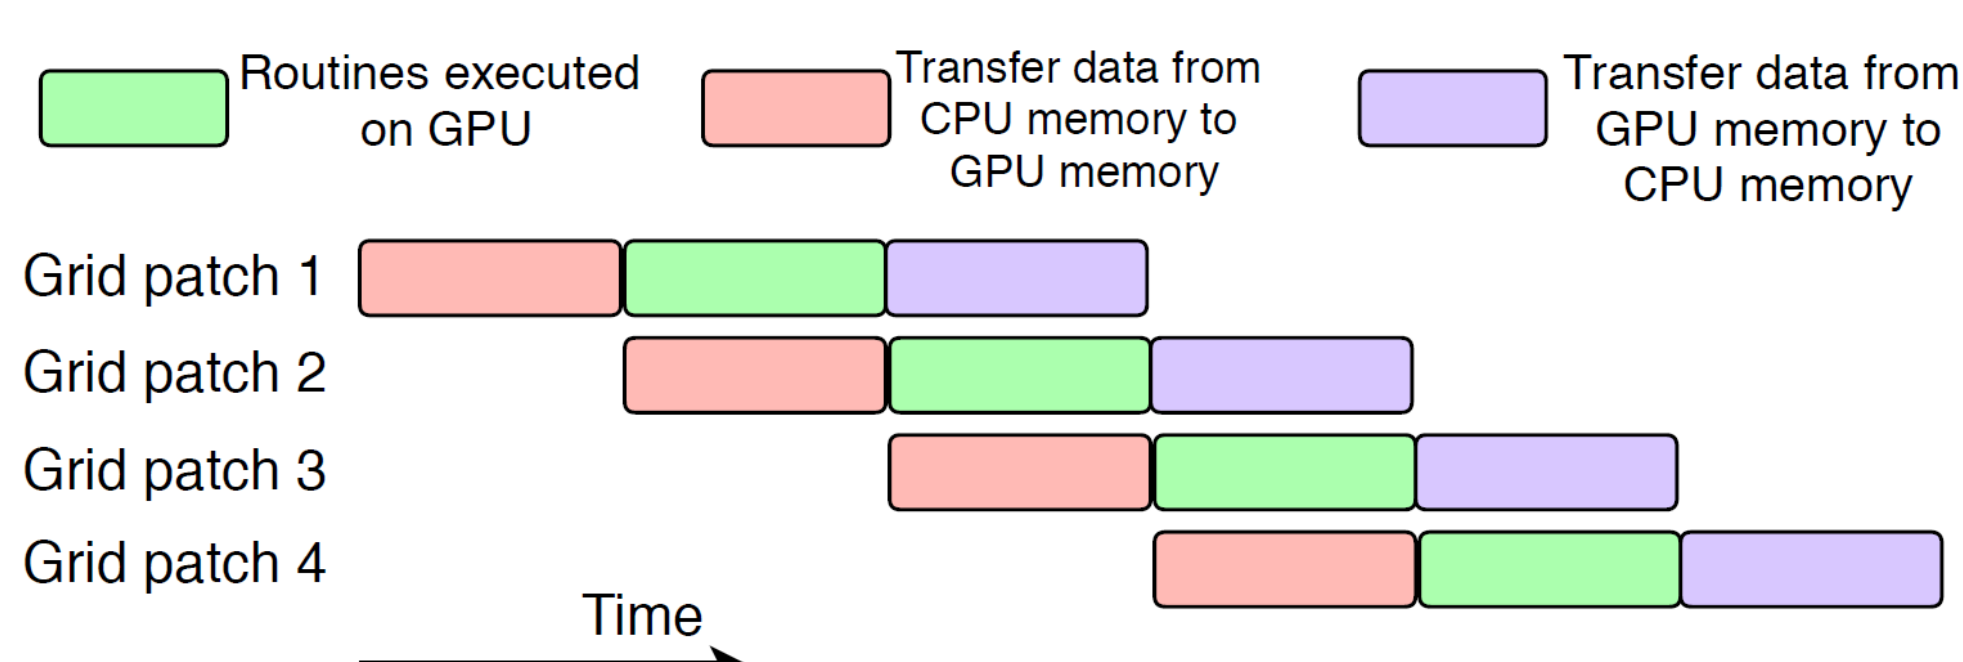 Routines executed
on GPU
Transfer data from
CPU memory to
GPU memory
Transfer data from
GPU memory to
CPU memory
Grid patch 1
Grid patch 2
Grid patch 3
Grid patch 4
Time